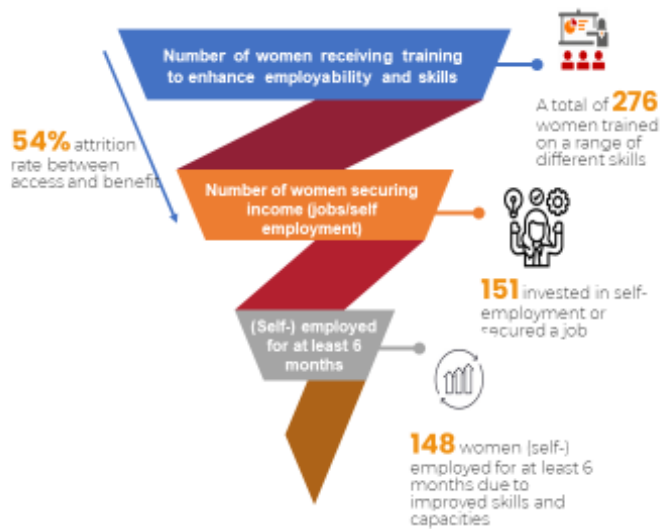 Number of women receiving training
to enhance employability and skills
A total of 276
women trained
on a range of
different skills
54% attrition
rate between
access and benefit
Number of women securing
income (jobs/self
employment)
151 invested in self-
employment or
secured a job
(Self-) employed
for at least 6
months
148 women (self-)
employed for at least 6
months due to
improved skills and
capacities